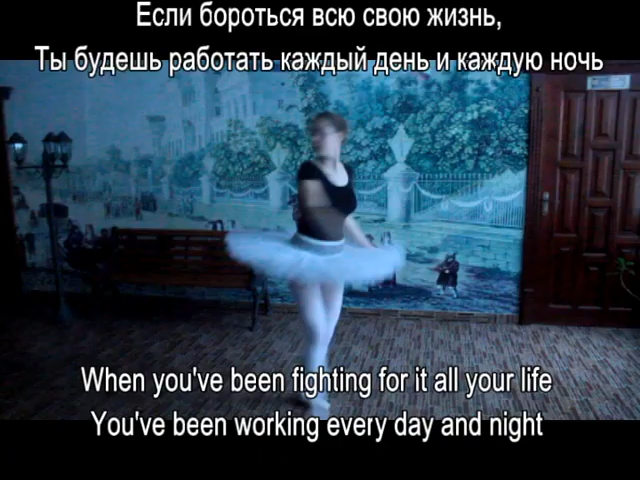 Если бороться всю свою жизнь,
Ты будешь работать каждый день и каждую ночь
When you've been fighting for it all your life
You've been working every day and night